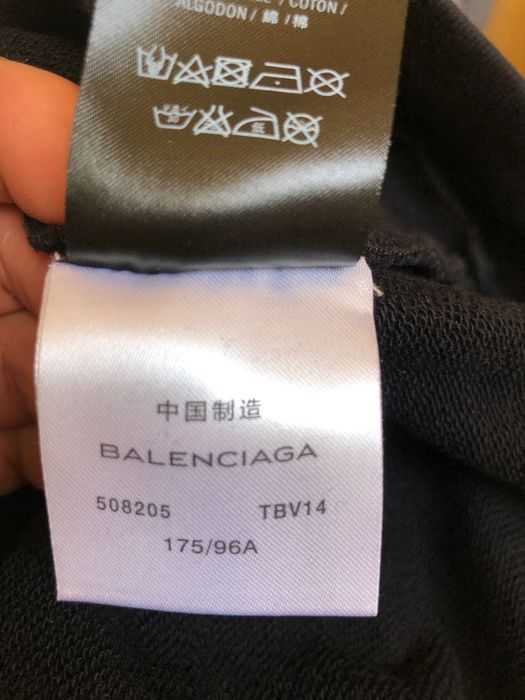 / COTON /
ALGODON / 綿 / 棉
中国制造
BALENCIAGA
508205 TBV14
175/96A